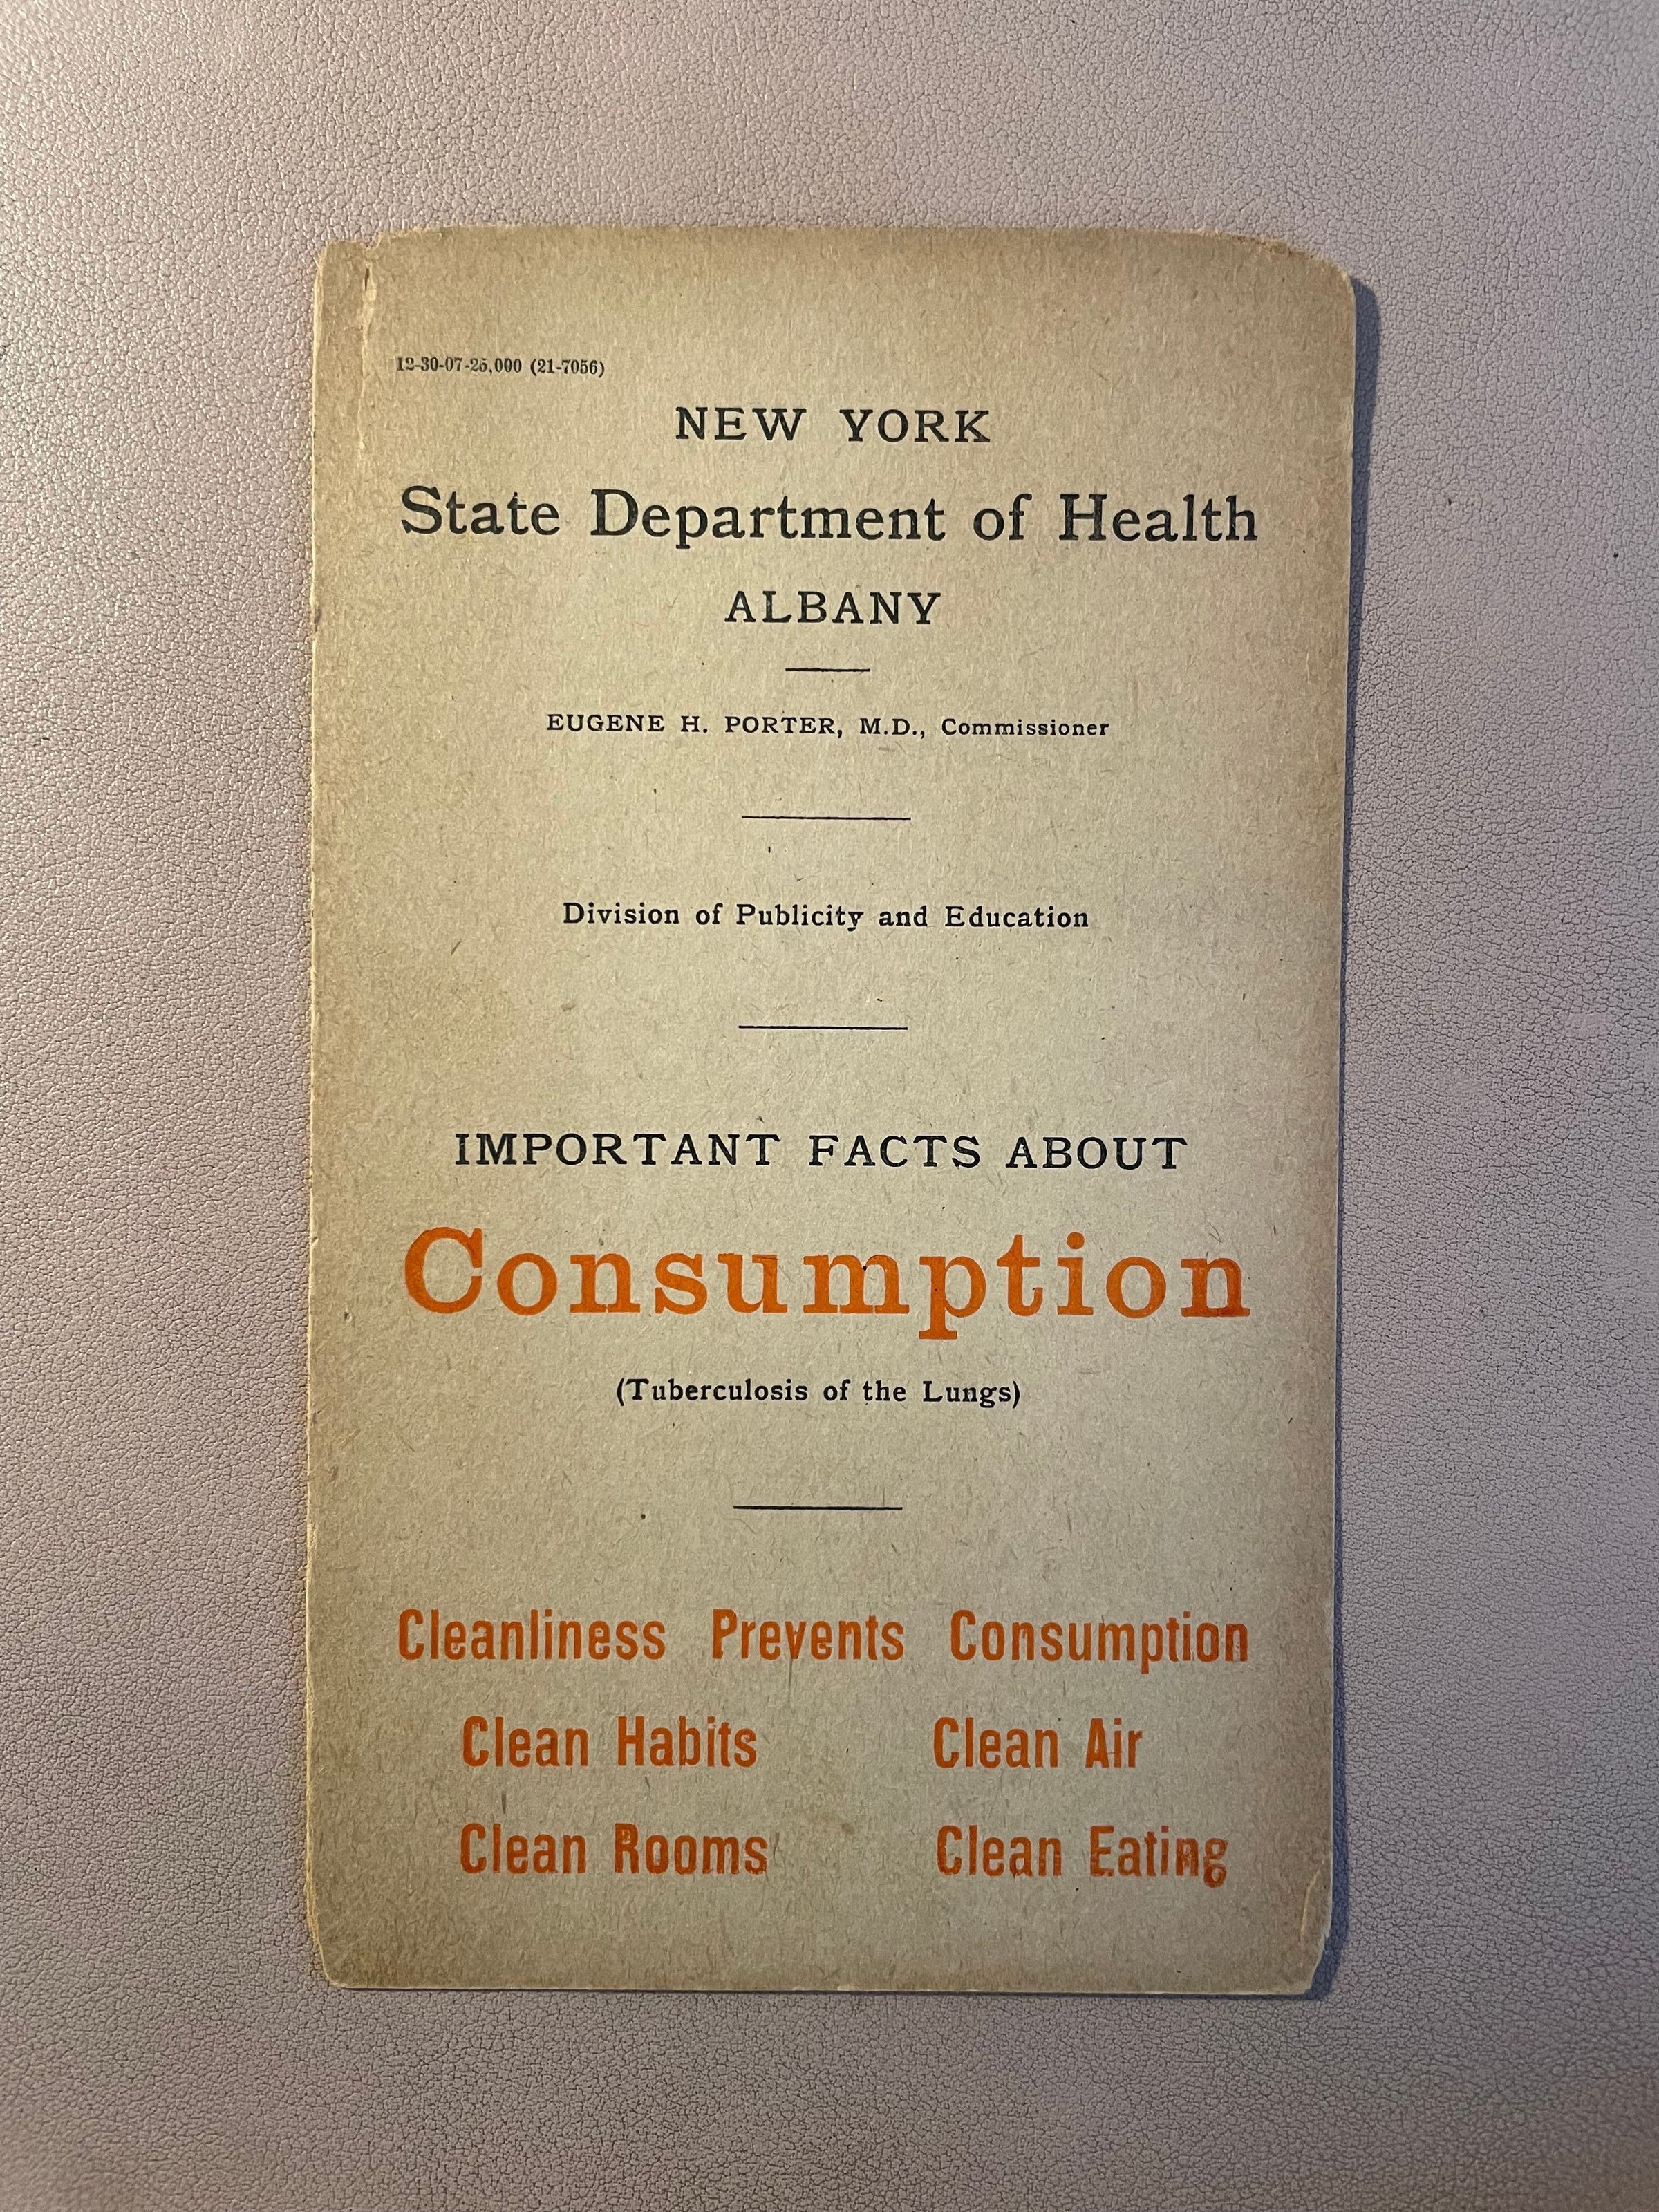 12-30-07-25,000 (21-7056)
NEW YORK
State Department of Health
ALBANY
EUGENE H. PORTER, M.D., Commissioner
Division of Publicity and Education
IMPORTANT FACTS ABOUT
Consumption
(Tuberculosis of the Lungs)
Cleanliness Prevents Consumption
Clean Habits Clean Air
Clean Rooms Clean Eating